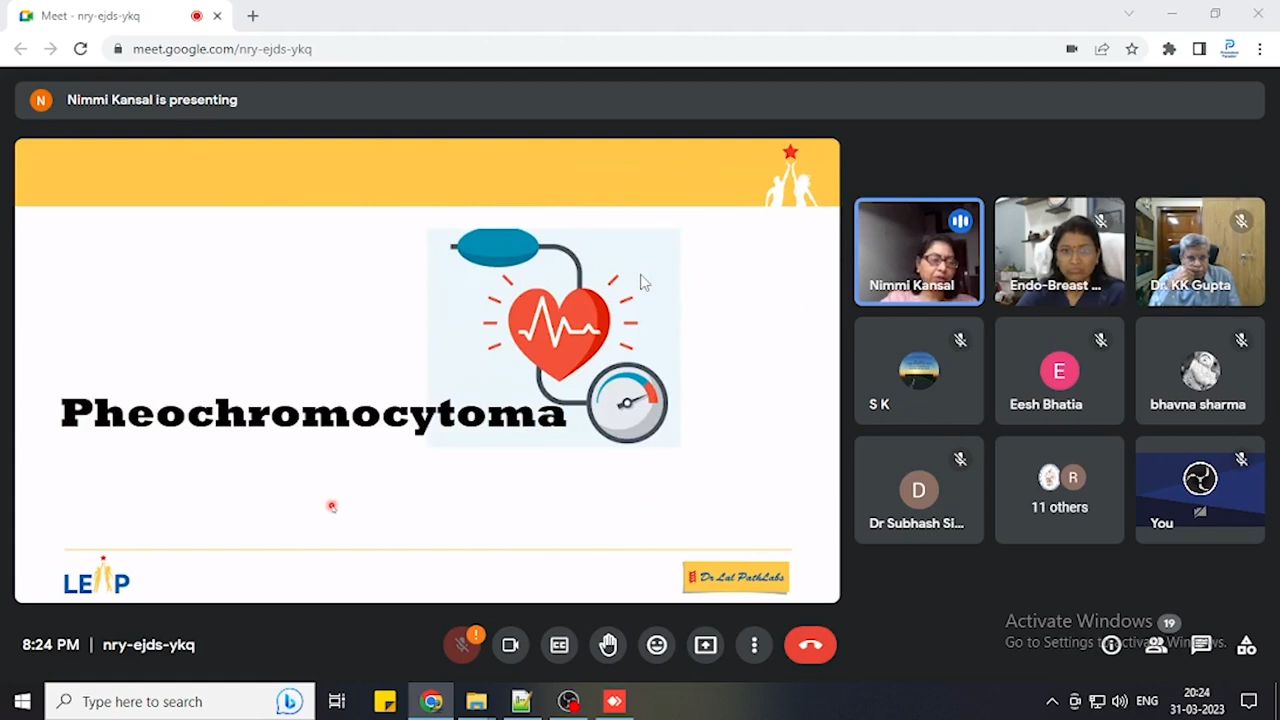 Meet - nry-ejds-ykq
meet.google.com/nry-ejds-ykq
N
Nimmi Kansal is presenting
Pheochromocytoma
LEAP
Dr Lal PathLabs
Nimmi Kansal
Endo-Breast ...
Dr. KK Gupta
S K
E
Eesh Bhatia
bhavna sharma
D
Dr Subhash Si...
R
11 others
You
8:24 PM | nry-ejds-ykq
Activate Windows
19
Go to Settings to activate Windows.
Type here to search
ENG
20:24
31-03-2023